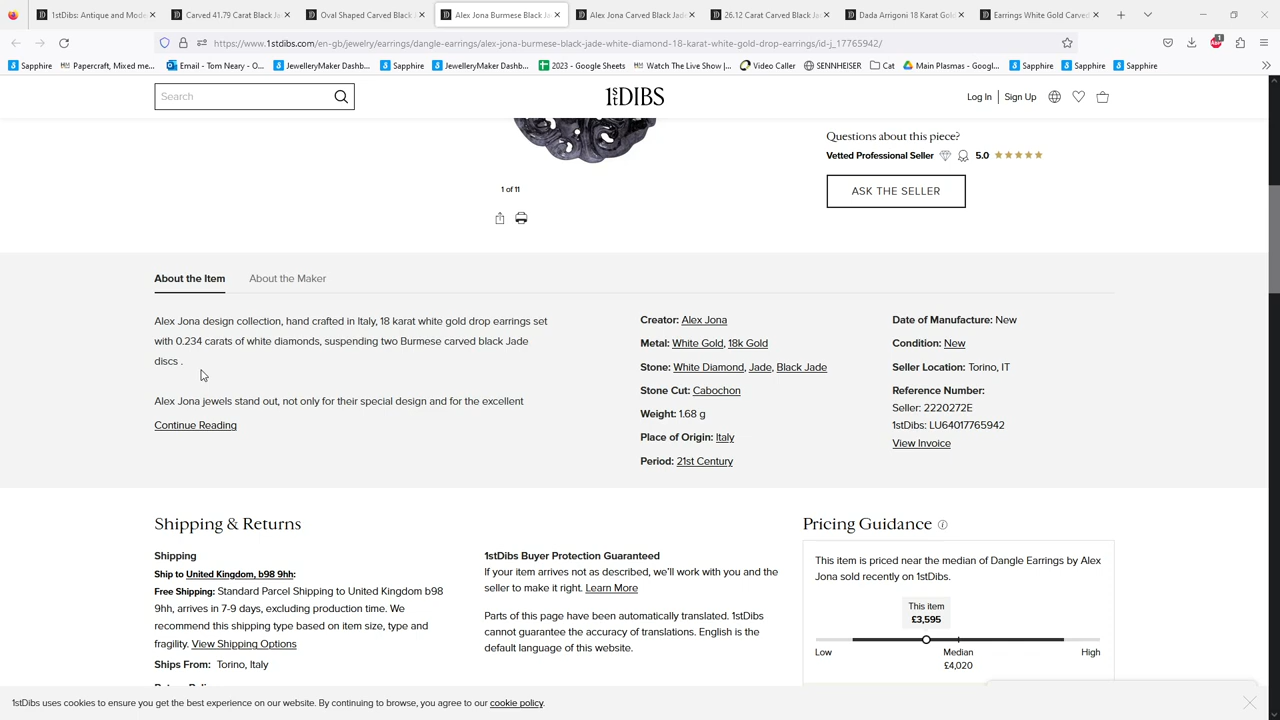 1stDibs: Antique and Mode
Carved 41.79 Carat Black Ja
Oval Shaped Carved Black J
Alex Jona Burmese Black Ja
Alex Jona Carved Black Jade
26.12 Carat Carved Black Ja
Dada Arrigoni 18 Karat Gol
Earrings White Gold Carved
https://www.1stdibs.com/en-gb/jewelry/earrings/dangle-earrings/alex-jona-burmese-black-jade-white-diamond-18-karat-white-gold-drop-earrings/id-j_17765942/
Sapphire
Papercraft, Mixed me...
Email - Tom Neary - O...
JewelleryMaker Dashb...
Sapphire
JewelleryMaker Dashb...
2023 - Google Sheets
Watch The Live Show |...
Video Caller
SENNHEISER
Cat
Main Plasmas - Googl...
Sapphire
Sapphire
Sapphire
Search
1STDIBS
Log In
Sign Up
Questions about this piece?
Vetted Professional Seller 5.0
ASK THE SELLER
1 of 11
About the Item
About the Maker
Alex Jona design collection, hand crafted in Italy, 18 karat white gold drop earrings set
with 0.234 carats of white diamonds, suspending two Burmese carved black Jade
discs .
Alex Jona jewels stand out, not only for their special design and for the excellent
Continue Reading
Creator: Alex Jona
Metal: White Gold, 18k Gold
Stone: White Diamond, Jade, Black Jade
Stone Cut: Cabochon
Weight: 1.68 g
Place of Origin: Italy
Period: 21st Century
Date of Manufacture: New
Condition: New
Seller Location: Torino, IT
Reference Number:
Seller: 2220272E
1stDibs: LU64017765942
View Invoice
Shipping & Returns
Shipping
Ship to United Kingdom, b98 9hh:
Free Shipping: Standard Parcel Shipping to United Kingdom b98
9hh, arrives in 7-9 days, excluding production time. We
recommend this shipping type based on item size, type and
fragility. View Shipping Options
Ships From: Torino, Italy
1stDibs Buyer Protection Guaranteed
If your item arrives not as described, we'll work with you and the
seller to make it right. Learn More
Parts of this page have been automatically translated. 1stDibs
cannot guarantee the accuracy of translations. English is the
default language of this website.
Pricing Guidance
This item is priced near the median of Dangle Earrings by Alex
Jona sold recently on 1stDibs.
This item
£3,595
Low
Median
High
£4,020
1stDibs uses cookies to ensure you get the best experience on our website. By continuing to browse, you agree to our cookie policy.